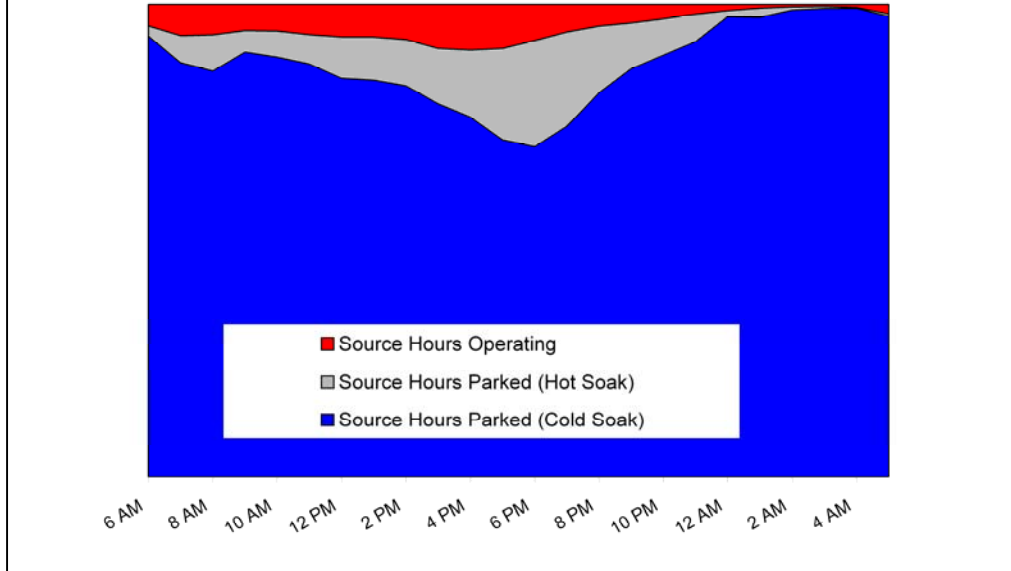 Source Hours Operating
Source Hours Parked (Hot Soak)
Source Hours Parked (Cold Soak)
6 AM 8 AM 10 AM 12 PM 2 PM 4 PM 6 PM 8 PM 10 PM 12 AM 2 AM 4 AM